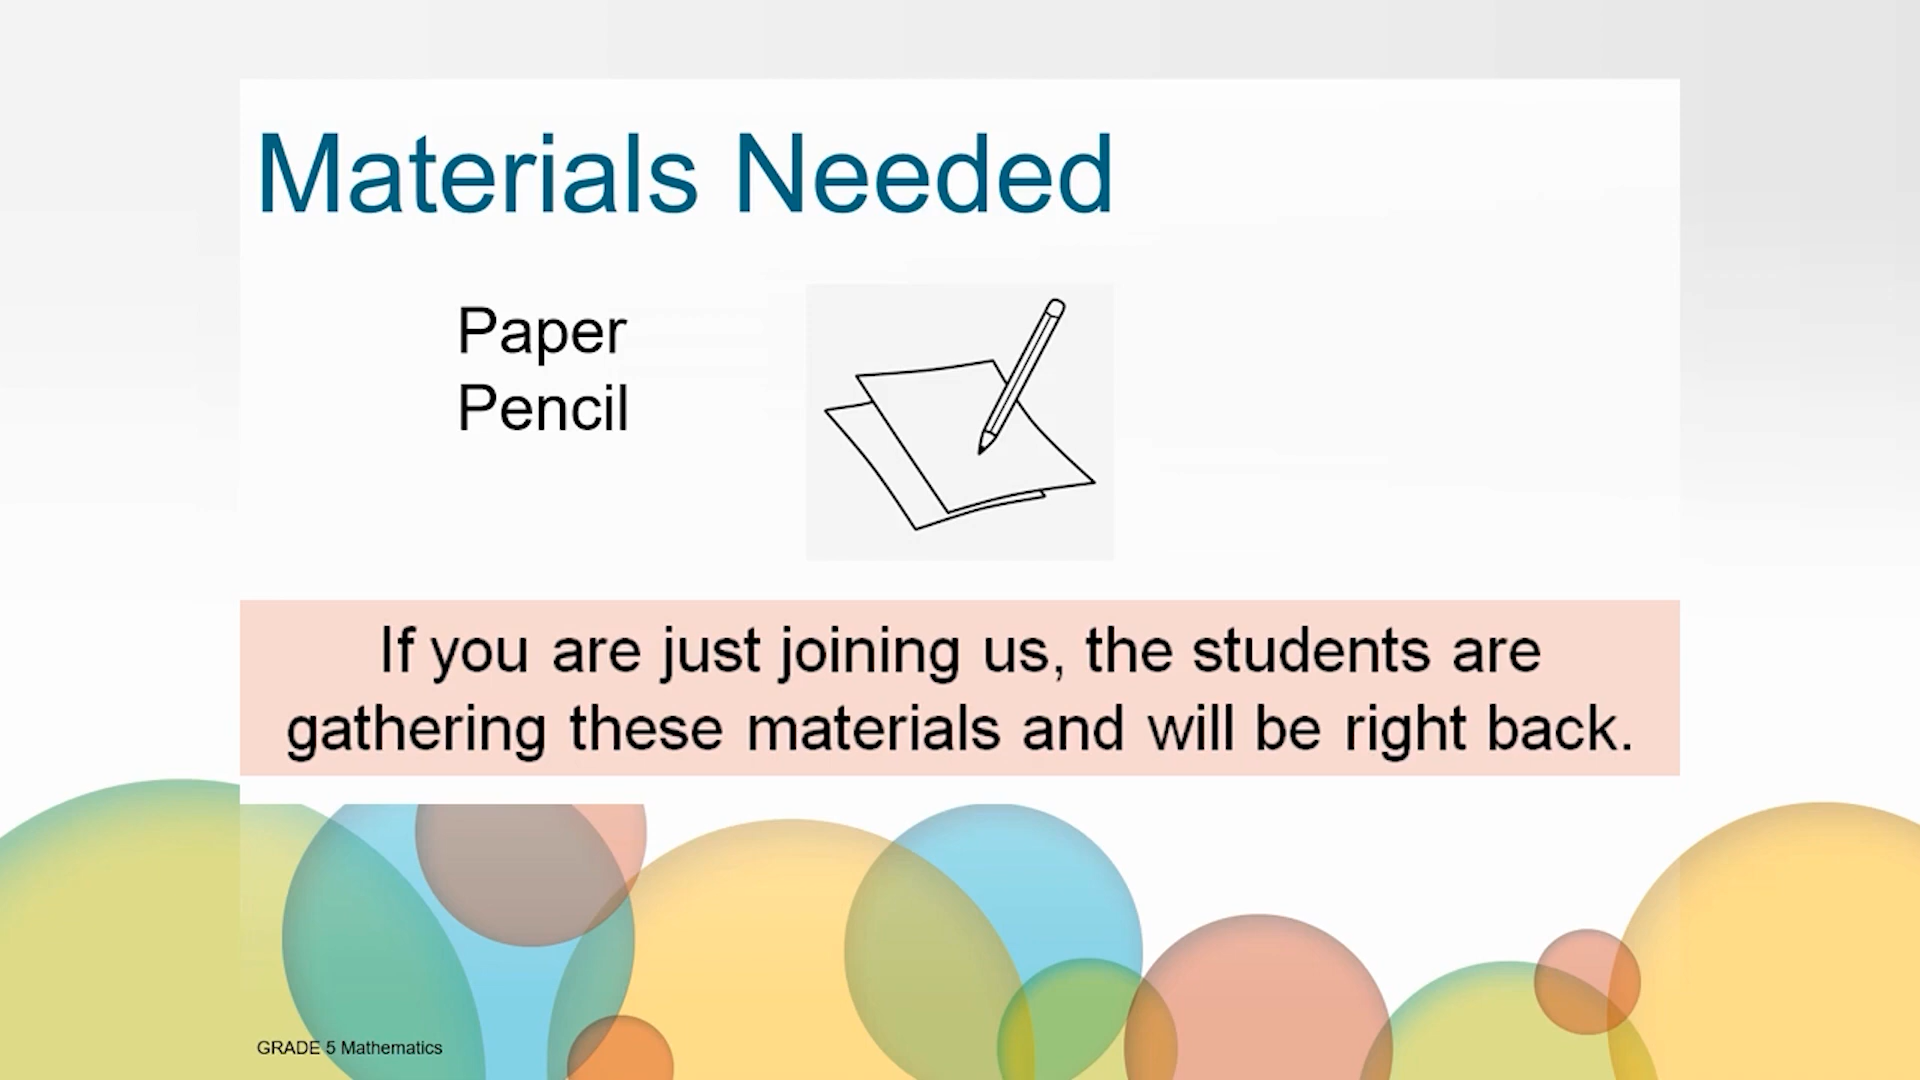 Materials Needed
Paper
Pencil
If you are just joining us, the students are
gathering these materials and will be right back.
GRADE 5 Mathematics